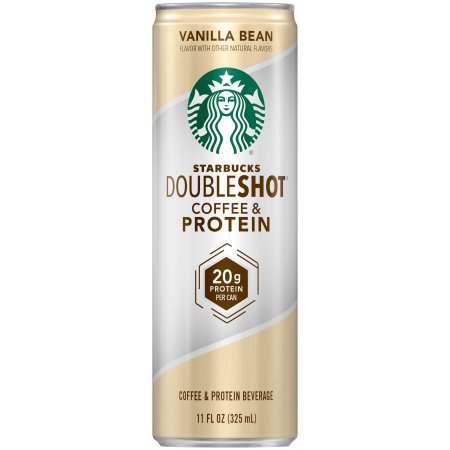 VANILLA BEAN
FLAVOR WITH OTHER NATURAL FLAVORS
®
STARBUCKS
DOUBLESHOT®
COFFEE &
PROTEIN
20g
PROTEIN
PER CAN
COFFEE & PROTEIN BEVERAGE
11 FL OZ (325 mL)